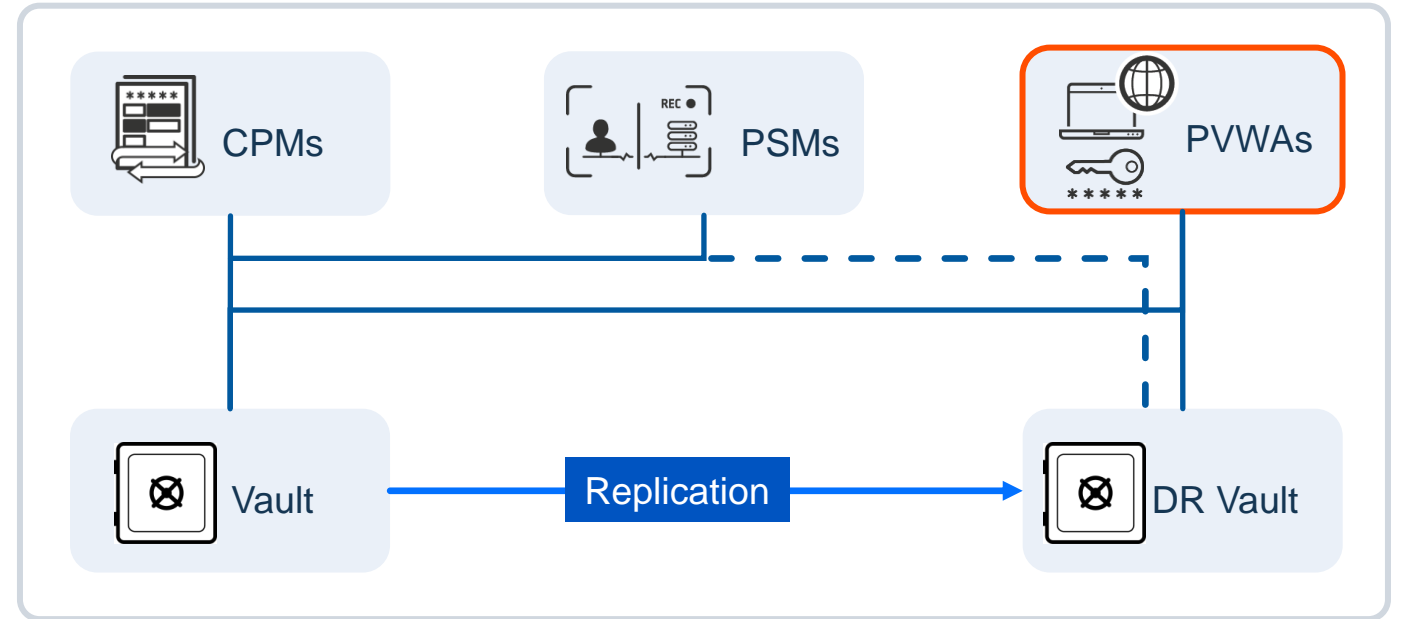 *****
CPMs
REC
PSMs
PVWAs
*****
Vault
Replication
DR Vault